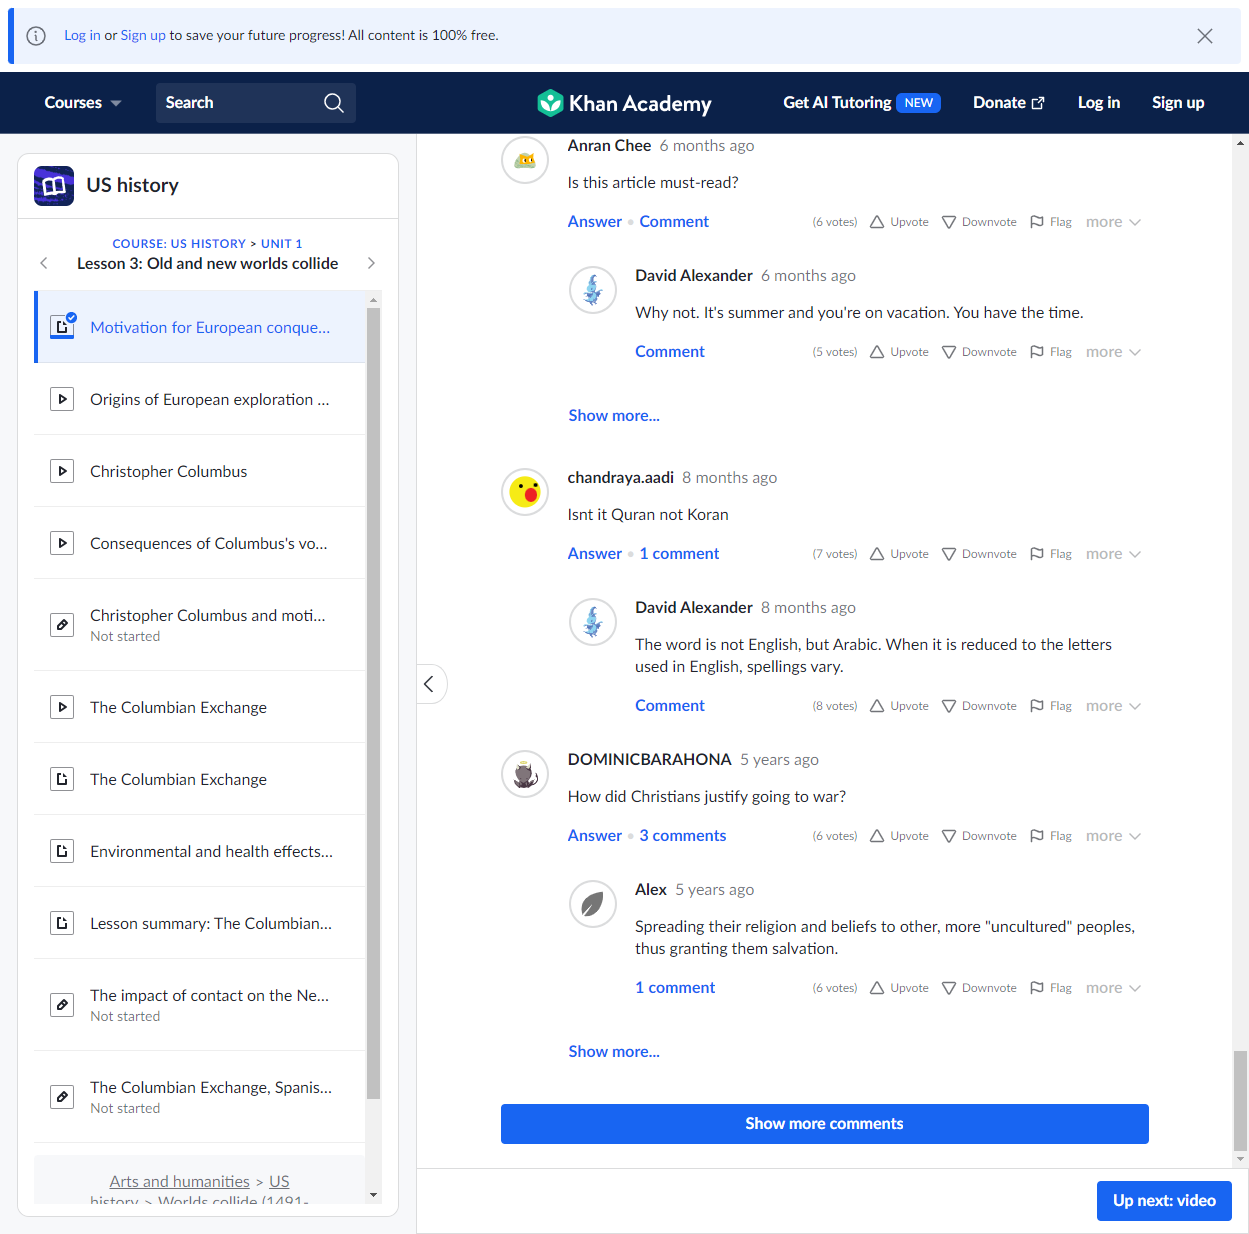 Log in or Sign up to save your future progress! All content is 100% free.
Courses
Search
Khan Academy
Get AI Tutoring NEW
Donate
Log in
Sign up
US history
COURSE: US HISTORY > UNIT 1
Lesson 3: Old and new worlds collide
Motivation for European conque...
Origins of European exploration ...
Christopher Columbus
Consequences of Columbus's vo...
Christopher Columbus and moti...
Not started
The Columbian Exchange
The Columbian Exchange
Environmental and health effects...
Lesson summary: The Columbian...
The impact of contact on the Ne...
Not started
The Columbian Exchange, Spanis...
Not started
Arts and humanities > US
history > Worlds collide (1491-
Anran Chee 6 months ago
Is this article must-read?
Answer • Comment (6 votes) Upvote Downvote Flag more
David Alexander 6 months ago
Why not. It's summer and you're on vacation. You have the time.
Comment (5 votes) Upvote Downvote Flag more
Show more...
chandraya.aadi 8 months ago
Isnt it Quran not Koran
Answer • 1 comment (7 votes) Upvote Downvote Flag more
David Alexander 8 months ago
The word is not English, but Arabic. When it is reduced to the letters
used in English, spellings vary.
Comment (8 votes) Upvote Downvote Flag more
DOMINICBARAHONA 5 years ago
How did Christians justify going to war?
Answer • 3 comments (6 votes) Upvote Downvote Flag more
Alex 5 years ago
Spreading their religion and beliefs to other, more "uncultured" peoples,
thus granting them salvation.
1 comment (6 votes) Upvote Downvote Flag more
Show more...
Show more comments
Up next: video